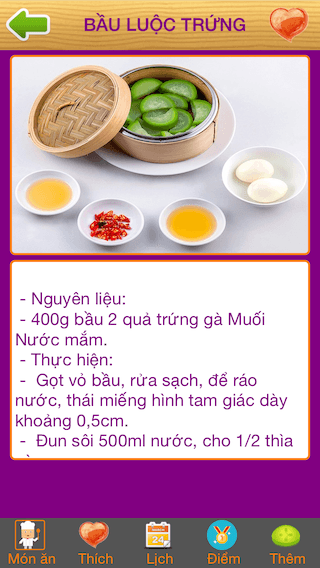 BẦU LUỘC TRỨNG
- Nguyên liệu:
- 400g bầu 2 quả trứng gà Muối
Nước mắm.
- Thực hiện:
- Gọt vỏ bầu, rửa sạch, để ráo
nước, thái miếng hình tam giác dày
khoảng 0,5cm.
- Đun sôi 500ml nước, cho 1/2 thìa
24
Món ăn Thích Lịch Điểm Thêm